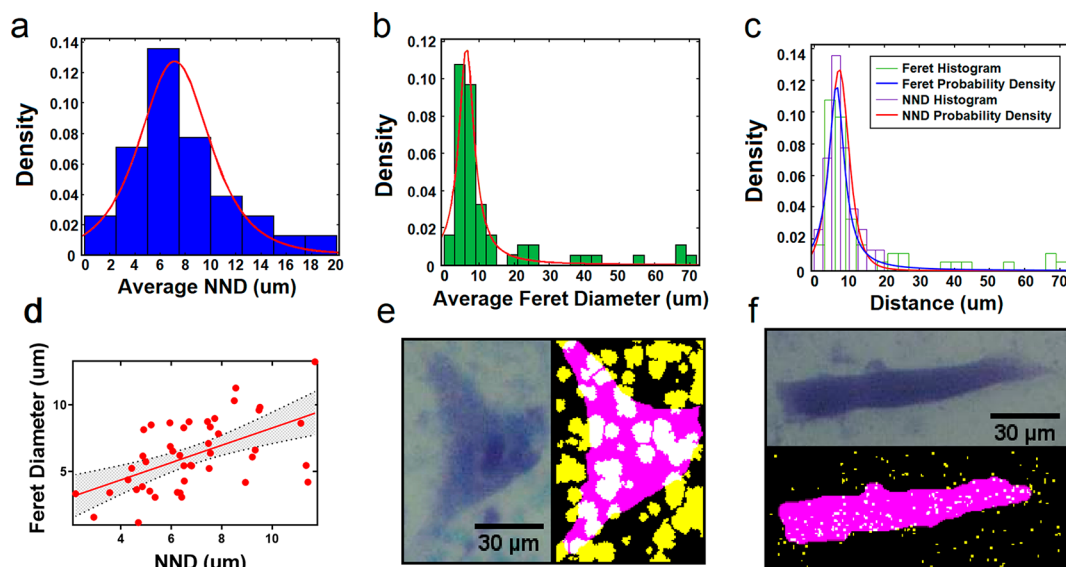 a
Density
0.14
0.12
0.10
0.08
0.06
0.04
0.02
0
0 2 4 6 8 10 12 14 16 18 20
Average NND (um)
b
Density
0.12
0.10
0.08
0.06
0.04
0.02
0
0 10 20 30 40 50 60 70
Average Feret Diameter (um)
c
Density
0.14
0.12
0.10
0.08
0.06
0.04
0.02
0
0 10 20 30 40 50 60 70
Distance (um)
Feret Histogram
Feret Probability Density
NND Histogram
NND Probability Density
d
Feret Diameter (um)
10
5
4 6 8 10
NND (um)
e
30 µm
f
30 µm